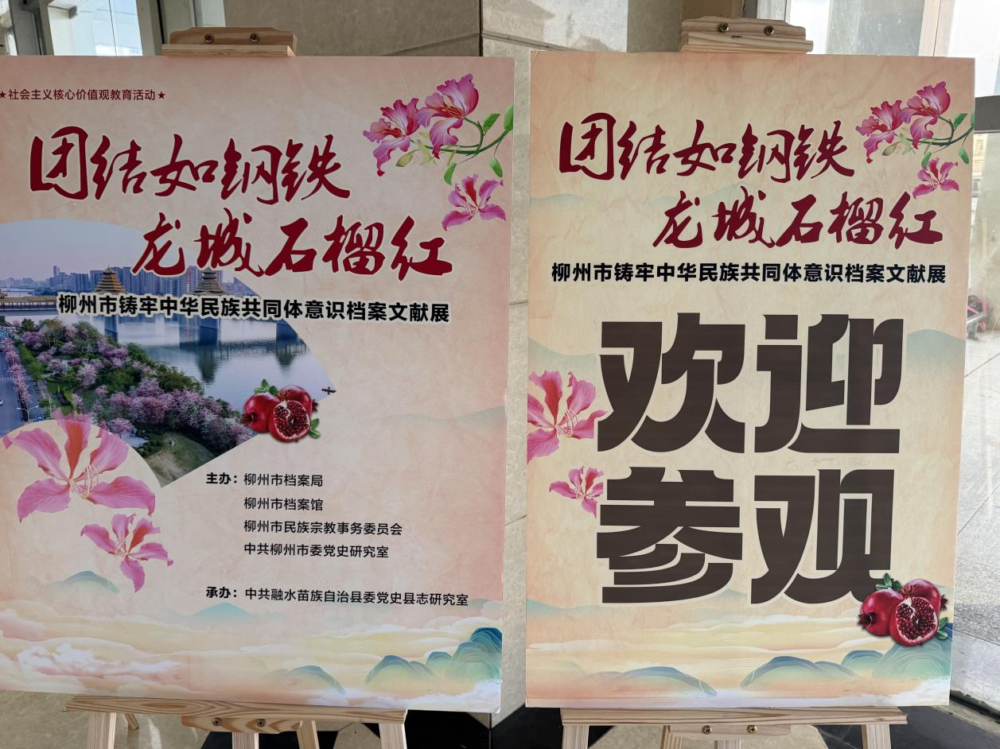 ★社会主义核心价值观教育活动★
团结如钢铁
龙城石榴红
柳州市铸牢中华民族共同体意识档案文献展
主办：柳州市档案局
柳州市档案馆
柳州市民族宗教事务委员会
中共柳州市委党史研究室
承办：中共融水苗族自治县委党史县志研究室
团结如钢铁
龙城石榴红
柳州市铸牢中华民族共同体意识档案文献展
欢迎
参观